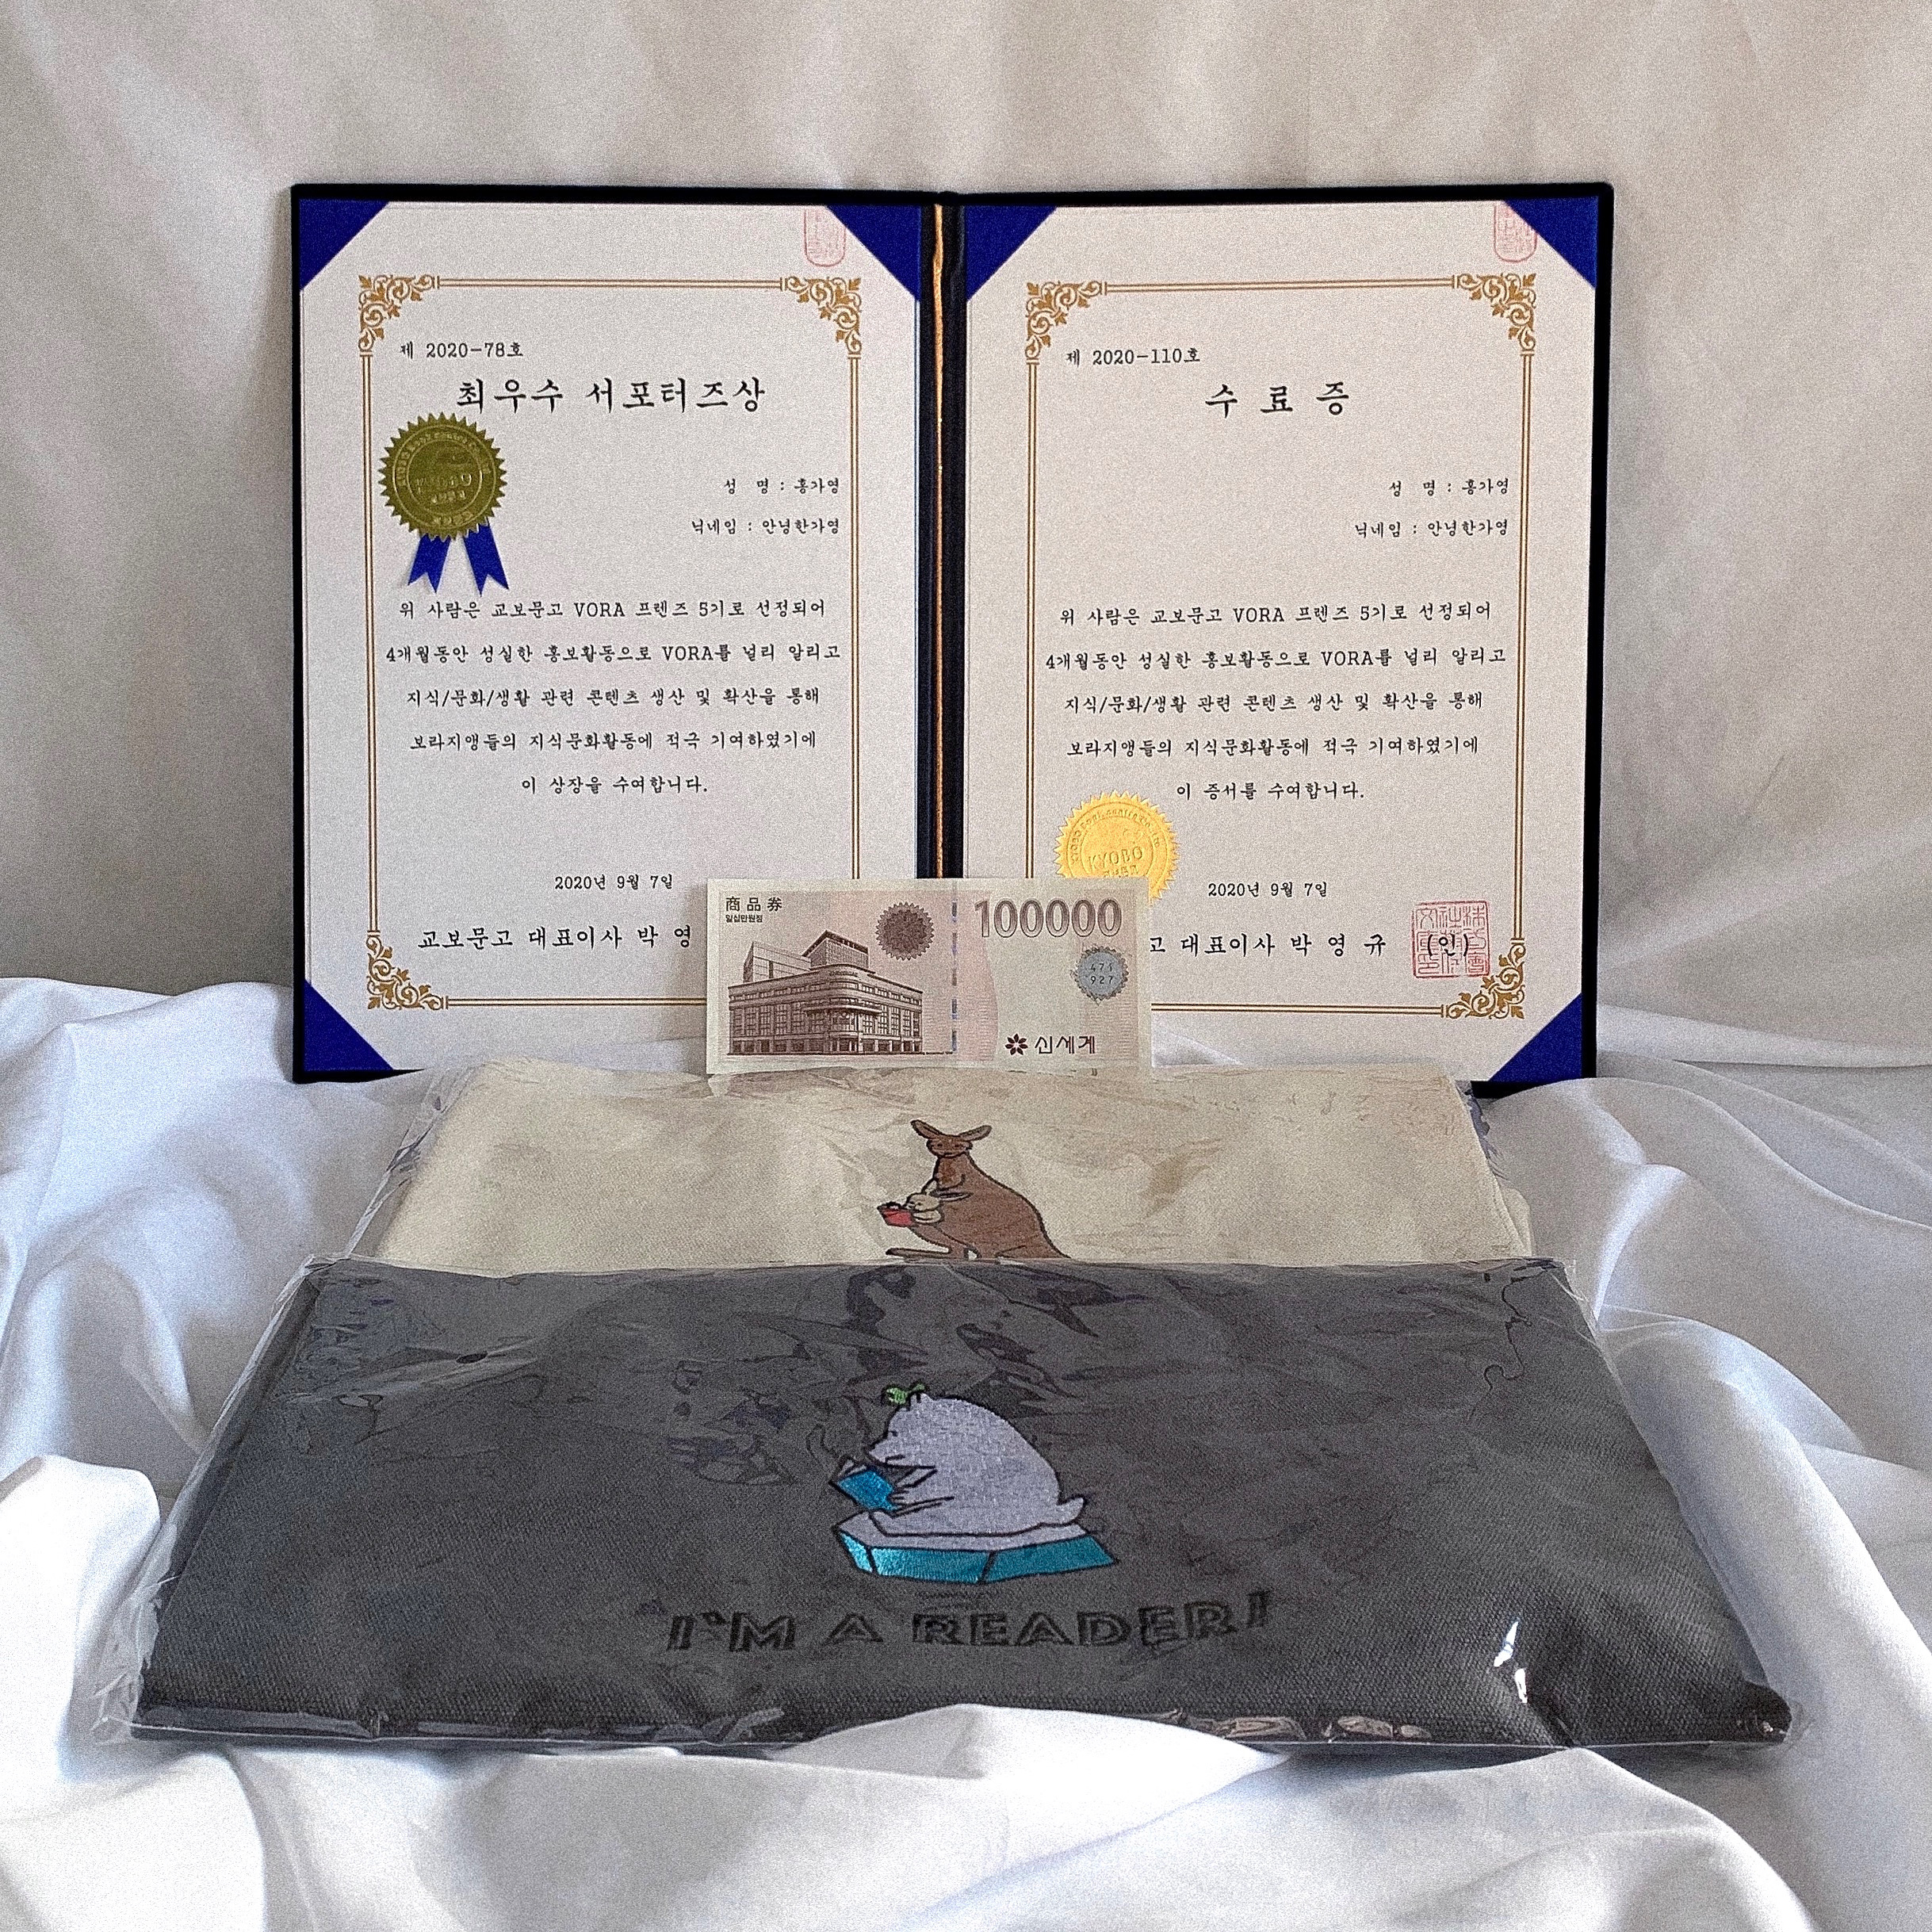 제 2020-78호
최우수 서포터즈상
성 명 : 홍가영
닉네임 : 안녕한가영
위 사람은 교보문고 VORA 프렌즈 5기로 선정되어
4개월동안 성실한 홍보활동으로 VORA를 널리 알리고
지식/문화/생활 관련 콘텐츠 생산 및 확산을 통해
보라지앵들의 지식문화활동에 적극 기여하였기에
이 상장을 수여합니다.
2020년 9월 7일
교보문고 대표이사 박 영
제 2020-110호
수 료 증
성 명 : 홍가영
닉네임 : 안녕한가영
위 사람은 교보문고 VORA 프렌즈 5기로 선정되어
4개월동안 성실한 홍보활동으로 VORA를 널리 알리고
지식/문화/생활 관련 콘텐츠 생산 및 확산을 통해
보라지앵들의 지식문화활동에 적극 기여하였기에
이 증서를 수여합니다.
KYOBO
2020년 9월 7일
고 대표이사 박 영 규 (인)
商品券
일십만원정
100000
471
927
신세계
I'M A READER!